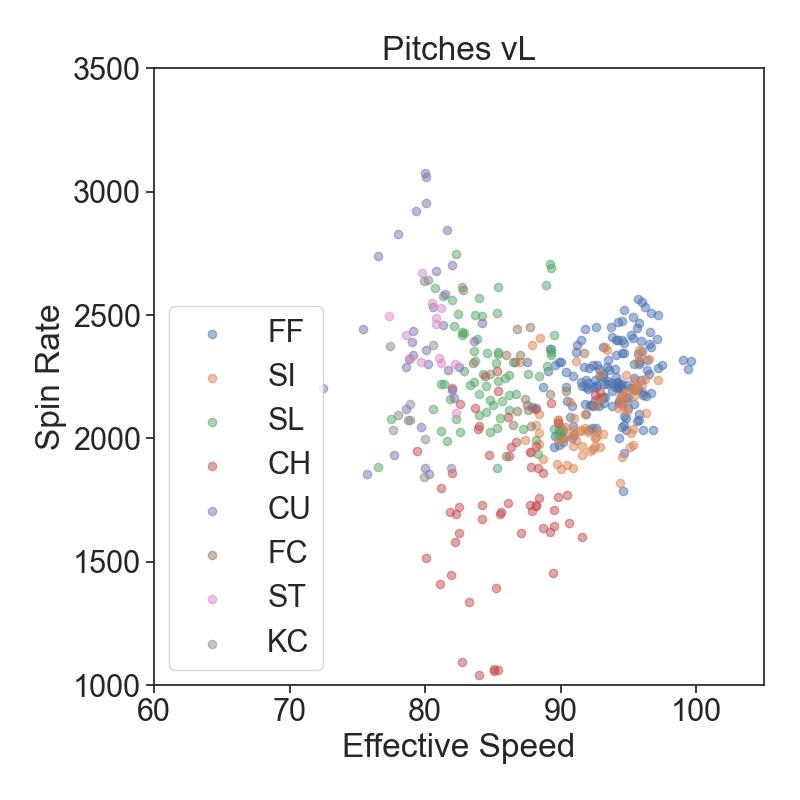 Pitches vL
3500
3000
2500
2000
1500
1000
Spin Rate
FF
SI
SL
CH
CU
FC
ST
KC
60 70 80 90 100
Effective Speed